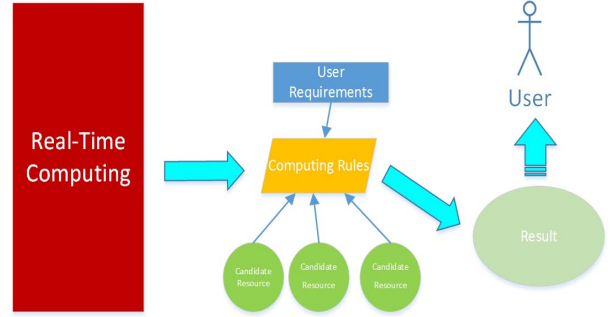 Real-Time
Computing
User
Requirements
Computing Rules
Candidate
Resource
Candidate
Resource
Candidate
Resource
User
Result